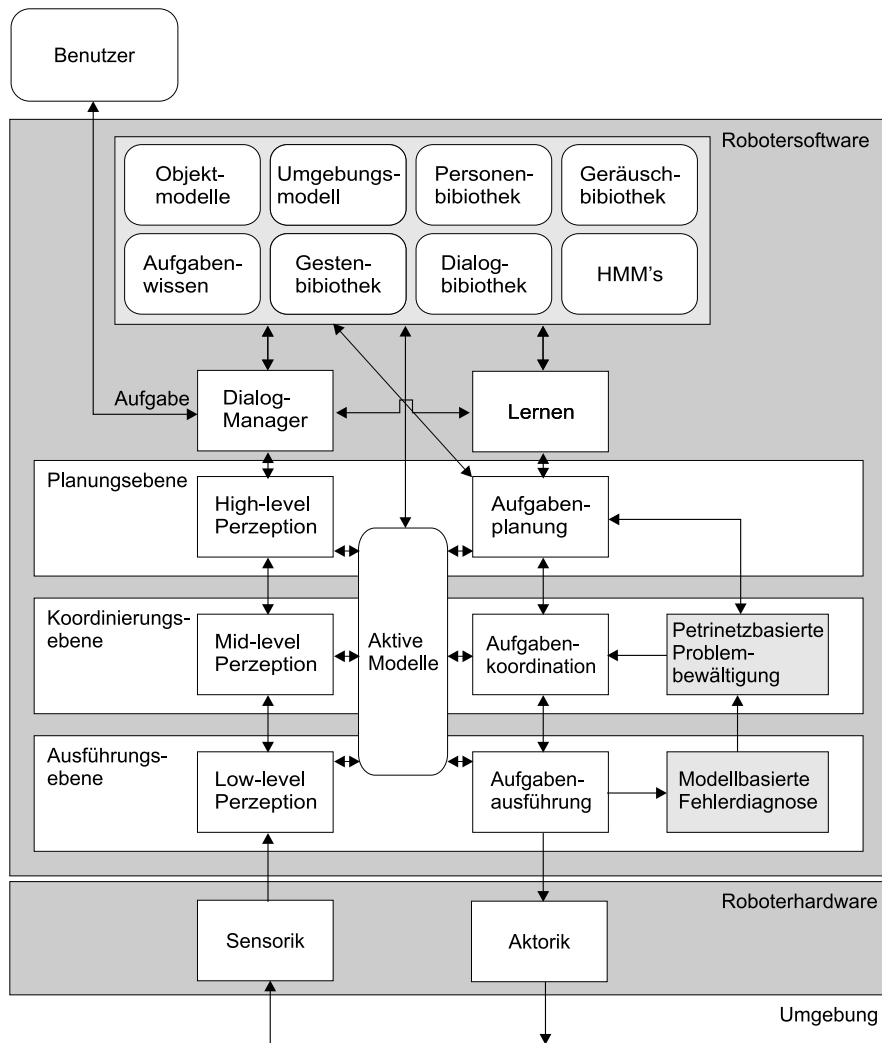 Benutzer
Robotersoftware
Objekt-
modelle
Umgebungs-
modell
Personen-
bibiothek
Geräusch-
bibiothek
Aufgaben-
wissen
Gesten-
bibiothek
Dialog-
bibiothek
HMM's
Aufgabe
Dialog-
Manager
Lernen
Planungsebene
High-level
Perzeption
Aufgaben-
planung
Koordinierungs-
ebene
Mid-level
Perzeption
Aktive
Modelle
Aufgaben-
koordination
Petrinetzbasierte
Problem-
bewältigung
Ausführungs-
ebene
Low-level
Perzeption
Aufgaben-
ausführung
Modellbasierte
Fehlerdiagnose
Roboterhardware
Sensorik
Aktorik
Umgebung